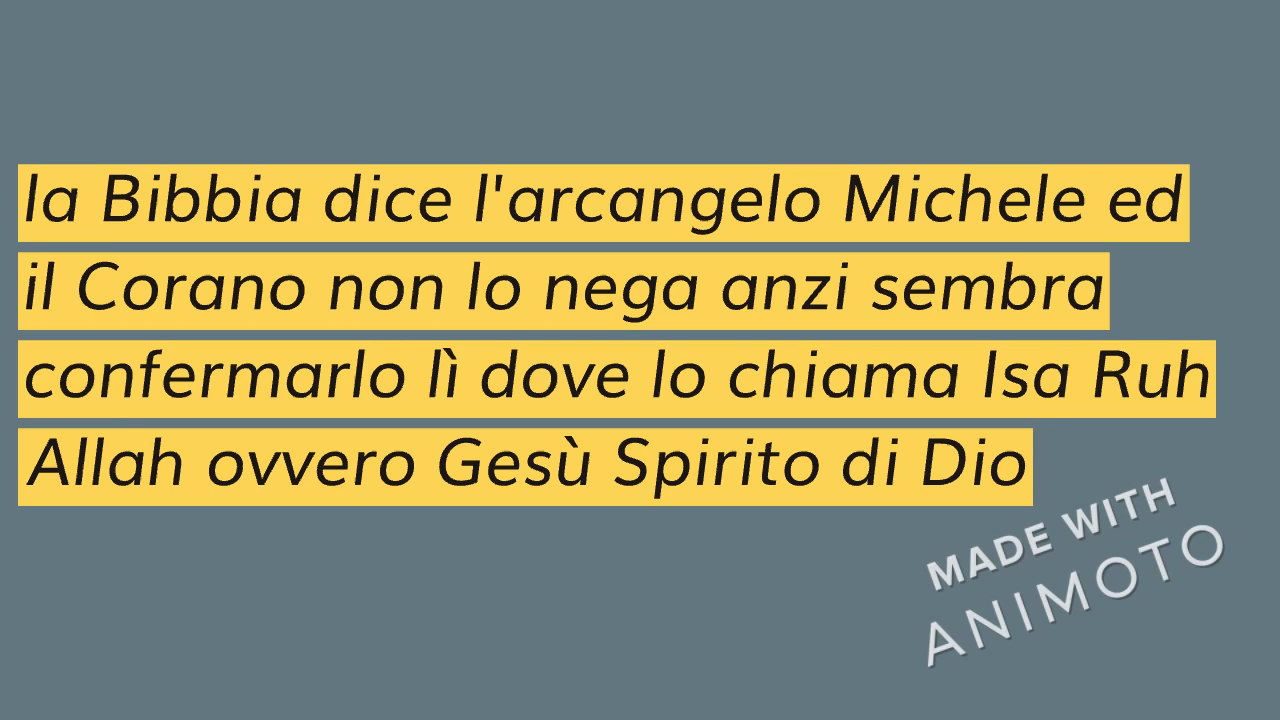 la Bibbia dice l'arcangelo Michele ed
il Corano non lo nega anzi sembra
confermarlo lì dove lo chiama Isa Ruh
Allah ovvero Gesù Spirito di Dio
MADE WITH
ANIMOTO